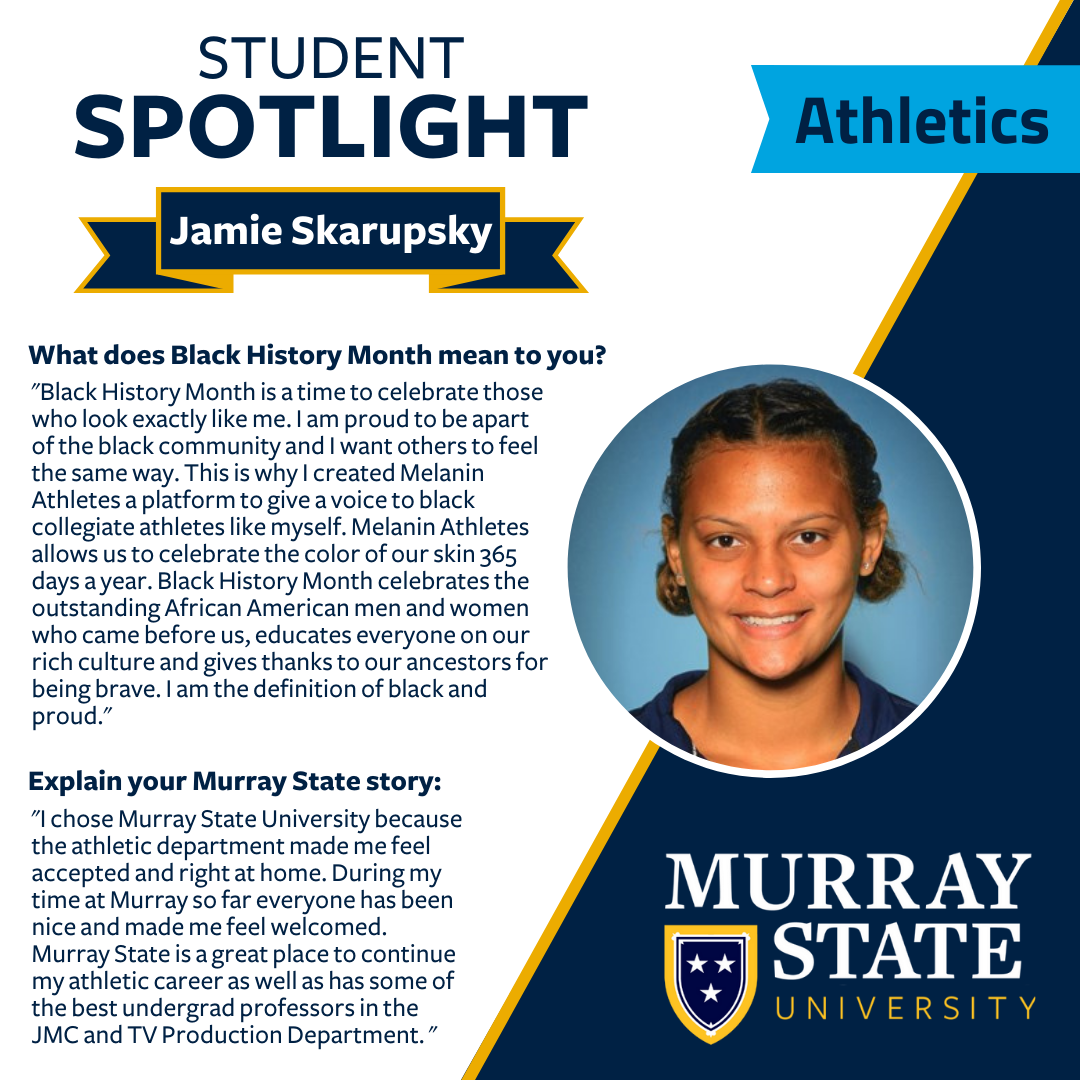 STUDENT
SPOTLIGHT
Athletics
Jamie Skarupsky
What does Black History Month mean to you?
"Black History Month is a time to celebrate those
who look exactly like me. I am proud to be apart
of the black community and I want others to feel
the same way. This is why I created Melanin
Athletes a platform to give a voice to black
collegiate athletes like myself. Melanin Athletes
allows us to celebrate the color of our skin 365
days a year. Black History Month celebrates the
outstanding African American men and women
who came before us, educates everyone on our
rich culture and gives thanks to our ancestors for
being brave. I am the definition of black and
proud."
Explain your Murray State story:
"I chose Murray State University because
the athletic department made me feel
accepted and right at home. During my
time at Murray so far everyone has been
nice and made me feel welcomed.
Murray State is a great place to continue
my athletic career as well as has some of
the best undergrad professors in the
JMC and TV Production Department. "
MURRAY
STATE
UNIVERSITY